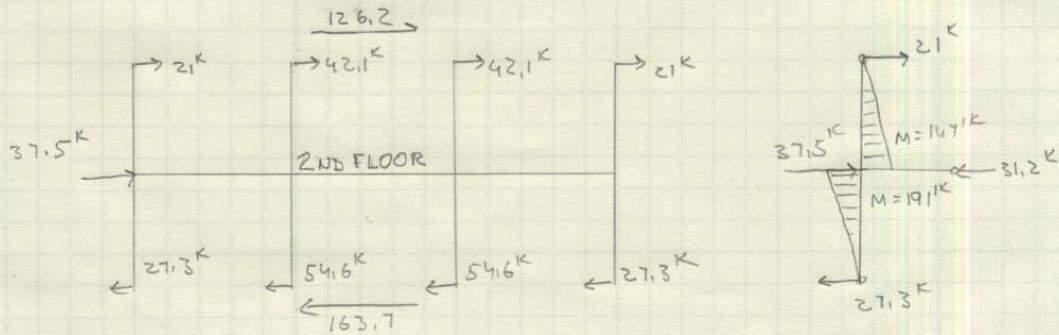 126,2
21ᴷ
42,1ᴷ
42,1ᴷ
21ᴷ
21ᴷ
37.5ᴷ
2ND FLOOR
37,5ᴷ
M=147'ᴷ
31,2ᴷ
M=191'ᴷ
27,3ᴷ
54,6ᴷ
54,6ᴷ
27,3ᴷ
27.3ᴷ
163,7